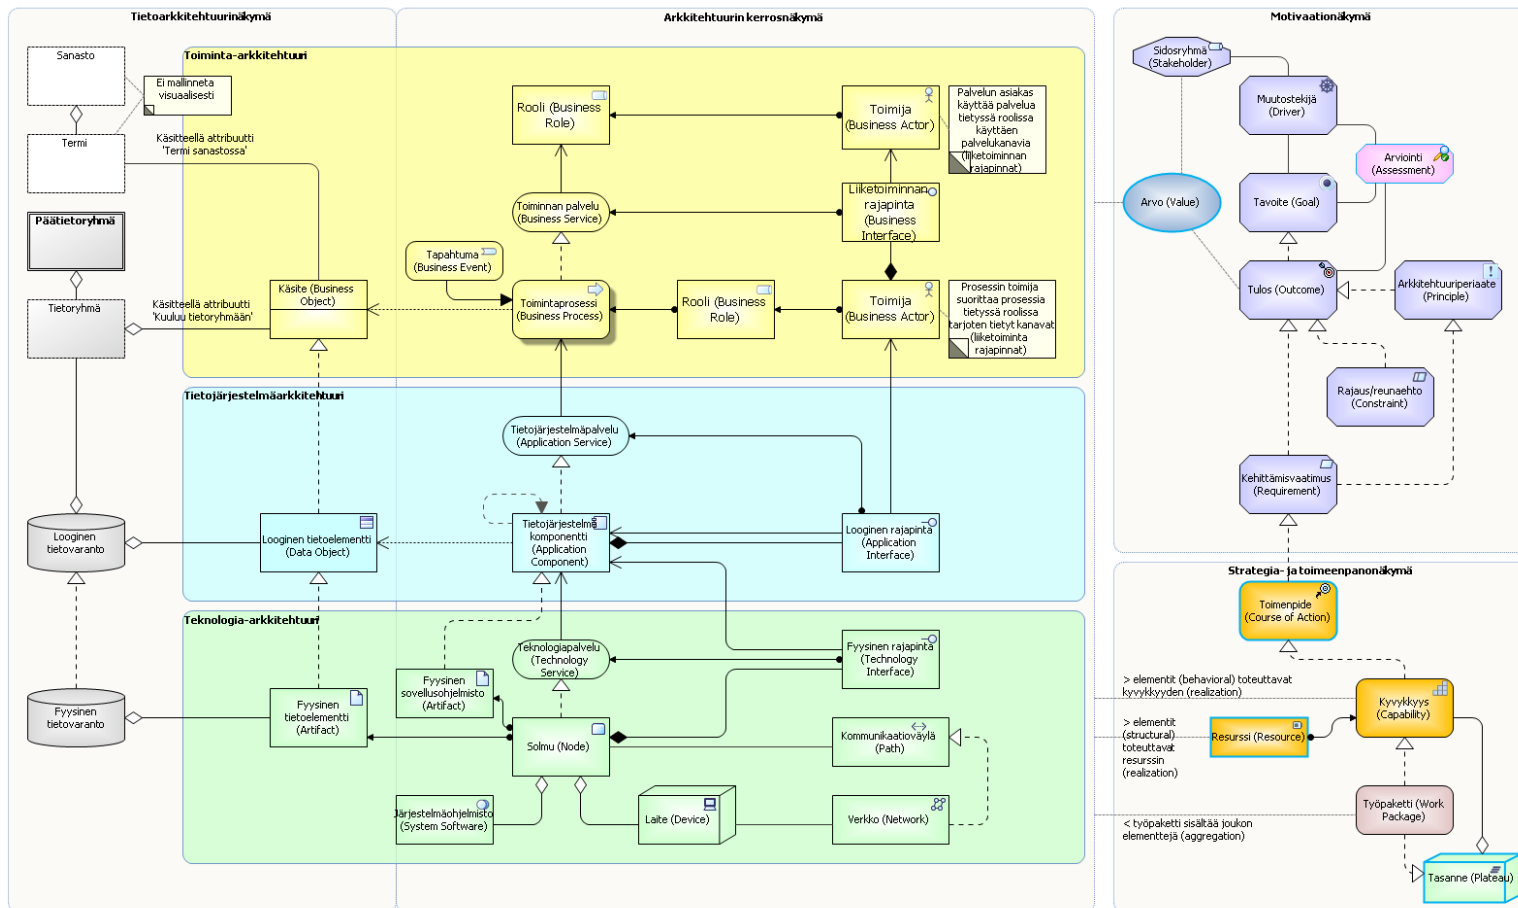 Tietoarkkitehtuurinäkymä
Arkkitehtuurin kerrosnäkymä
Motivaationäkymä
Sanasto
Ei mallinneta
visuaalisesti
Termi
Käsitteellä attribuutti
'Termi sanastossa'
Päätietoryhmä
Tietoryhmä
Käsitteellä attribuutti
'Kuuluu tietoryhmään'
Looginen
tietovaranto
Fyysinen
tietovaranto
Toiminta-arkkitehtuuri
Rooli (Business
Role)
Toimija
(Business Actor)
Palvelun asiakas
käyttää palvelua
tietyssä roolissa
käyttäen
palvelukanavia
(liiketoiminnan
rajapinnat)
Toiminnan palvelu
(Business Service)
Liiketoiminnan
rajapinta
(Business
Interface)
Tapahtuma
(Business Event)
Käsite (Business
Object)
Toimintaprosessi
(Business Process)
Rooli (Business
Role)
Toimija
(Business Actor)
Prosessin toimija
suorittaa prosessia
tietyssä roolissa
tarjoten tietyt kanavat
(liiketoiminta
rajapinnat)
Tietojärjestelmäarkkitehtuuri
Tietojärjestelmäpalvelu
(Application Service)
Looginen tietoelementti
(Data Object)
Tietojärjestelmä
komponentti
(Application
Component)
Looginen rajapinta
(Application
Interface)
Teknologia-arkkitehtuuri
Teknologiapalvelu
(Technology
Service)
Fyysinen rajapinta
(Technology
Interface)
Fyysinen
sovellusohjelmisto
(Artifact)
Fyysinen
tietoelementti
(Artifact)
Solmu (Node)
Kommunikaatioväylä
(Path)
Järjestelmäohjelmisto
(System Software)
Laite (Device)
Verkko (Network)
Sidosryhmä
(Stakeholder)
Muutostekijä
(Driver)
Arviointi
(Assessment)
Arvo (Value)
Tavoite (Goal)
Tulos (Outcome)
Arkkitehtuuriperiaate
(Principle)
Rajaus/reunaehto
(Constraint)
Kehittämisvaatimus
(Requirement)
Strategia- ja toimeenpanonäkymä
Toimenpide
(Course of Action)
> elementit (behavioral) toteuttavat
kyvykkyyden (realization)
Kyvykkyys
(Capability)
> elementit
(structural)
toteuttavat
resurssin
(realization)
Resurssi (Resource)
Työpaketti (Work
Package)
< työpaketti sisältää joukon
elementtejä (aggregation)
Tasanne (Plateau)